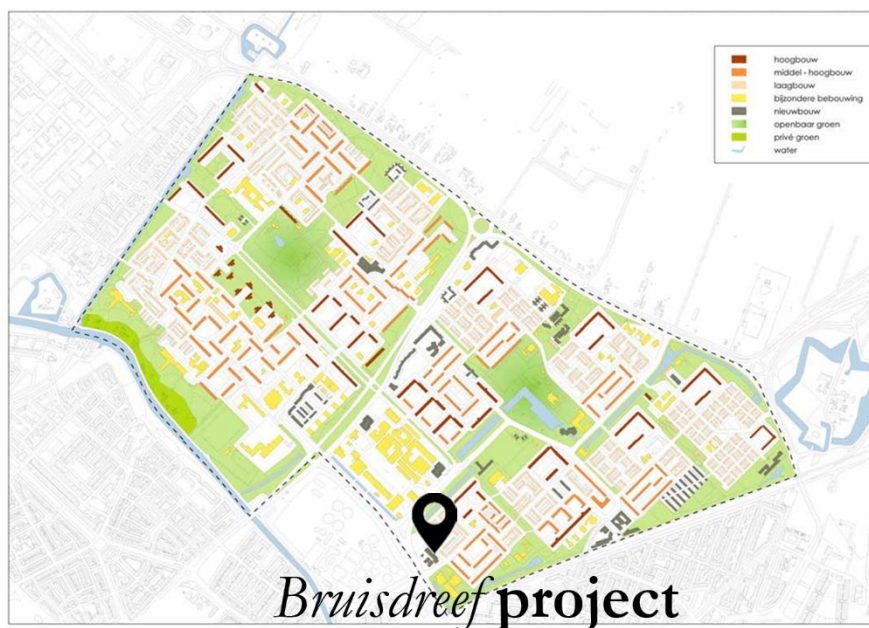 hoogbouw
middel - hoogbouw
laagbouw
bijzondere bebouwing
nieuwbouw
openbaar groen
privé groen
water
Bruisdreef project